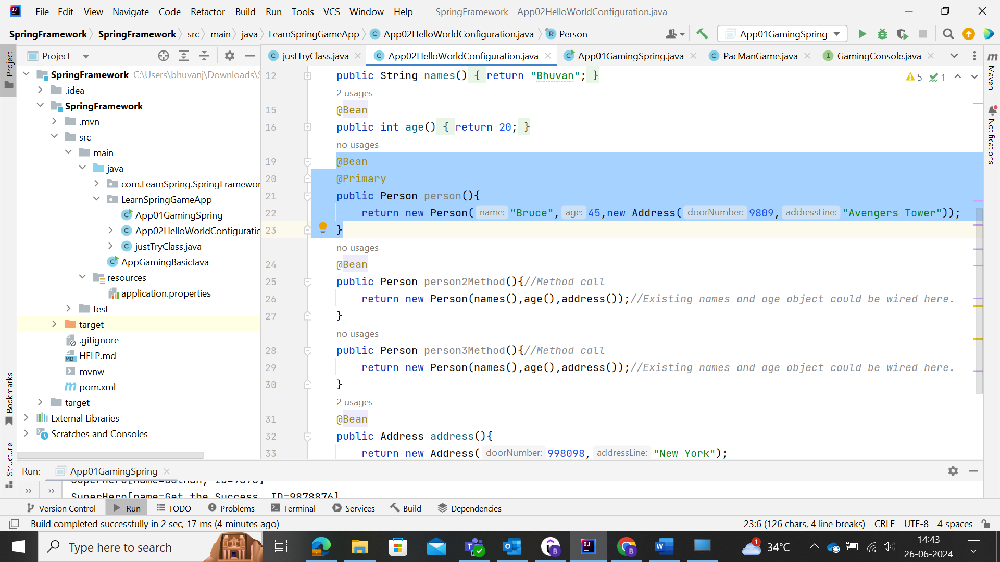 File Edit View Navigate Code Refactor Build Run Tools VCS Window Help SpringFramework - App02HelloWorldConfiguration.java
SpringFramework SpringFramework src main java LearnSpringGameApp App02HelloWorldConfiguration.java Person App01GamingSpring
Project
justTryClass.java App02HelloWorldConfiguration.java App01GamingSpring.java PacManGame.java GamingConsole.java
Project
Bookmarks
Structure
SpringFramework C:\Users\bhuvanj\Downloads\S
.idea
SpringFramework
.mvn
src
main
java
com.LearnSpring.SpringFramewor
LearnSpringGameApp
App01GamingSpring
App02HelloWorldConfiguratio
justTryClass.java
AppGamingBasicJava
resources
application.properties
test
target
.gitignore
HELP.md
mvnw
pom.xml
target
External Libraries
Scratches and Consoles
12 public String names() { return "Bhuvan"; }
5 1
2 usages
15 @Bean
16 public int age() { return 20; }
no usages
19 @Bean
20 @Primary
21 public Person person(){
22 return new Person( name: "Bruce", age: 45,new Address( doorNumber: 9809, addressLine: "Avengers Tower"));
23 }
no usages
24 @Bean
25 public Person person2Method(){//Method call
26 return new Person(names(),age(),address());//Existing names and age object could be wired here.
27 }
no usages
28 public Person person3Method(){//Method call
29 return new Person(names(),age(),address());//Existing names and age object could be wired here.
30 }
2 usages
31 @Bean
32 public Address address(){
33 return new Address( doorNumber: 998098, addressLine: "New York");
Maven
Notifications
Run: App01GamingSpring
SuperHero[name=Get the Success, ID=9878876]
Version Control Run TODO Problems Terminal Services Build Dependencies
Build completed successfully in 2 sec, 17 ms (4 minutes ago) 23:6 (126 chars, 4 line breaks) CRLF UTF-8 4 spaces
Type here to search
1 34°C
14:43
26-06-2024